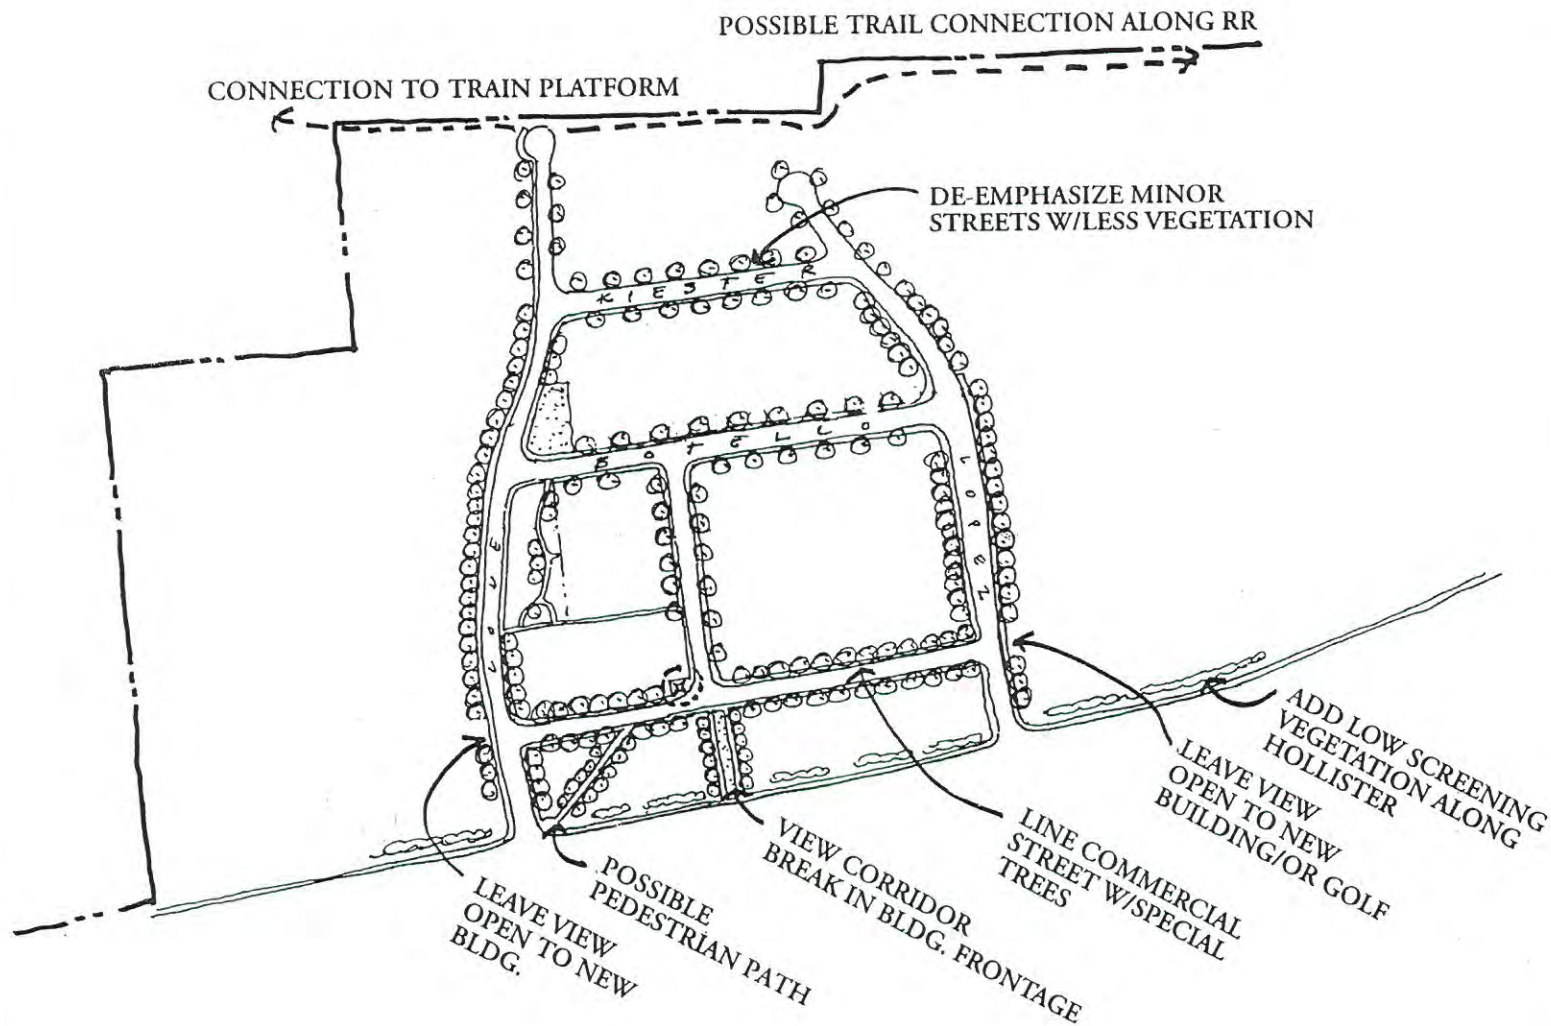 POSSIBLE TRAIL CONNECTION ALONG RR
CONNECTION TO TRAIN PLATFORM
DE-EMPHASIZE MINOR
STREETS W/LESS VEGETATION
KIESTER
BOTELLO
LOPEZ
LOVE
ADD LOW SCREENING
VEGETATION ALONG
HOLLISTER
LEAVE VIEW
OPEN TO NEW
BUILDING/OR GOLF
LINE COMMERCIAL
STREET W/SPECIAL
TREES
VIEW CORRIDOR
BREAK IN BLDG. FRONTAGE
POSSIBLE
PEDESTRIAN PATH
LEAVE VIEW
OPEN TO NEW
BLDG.